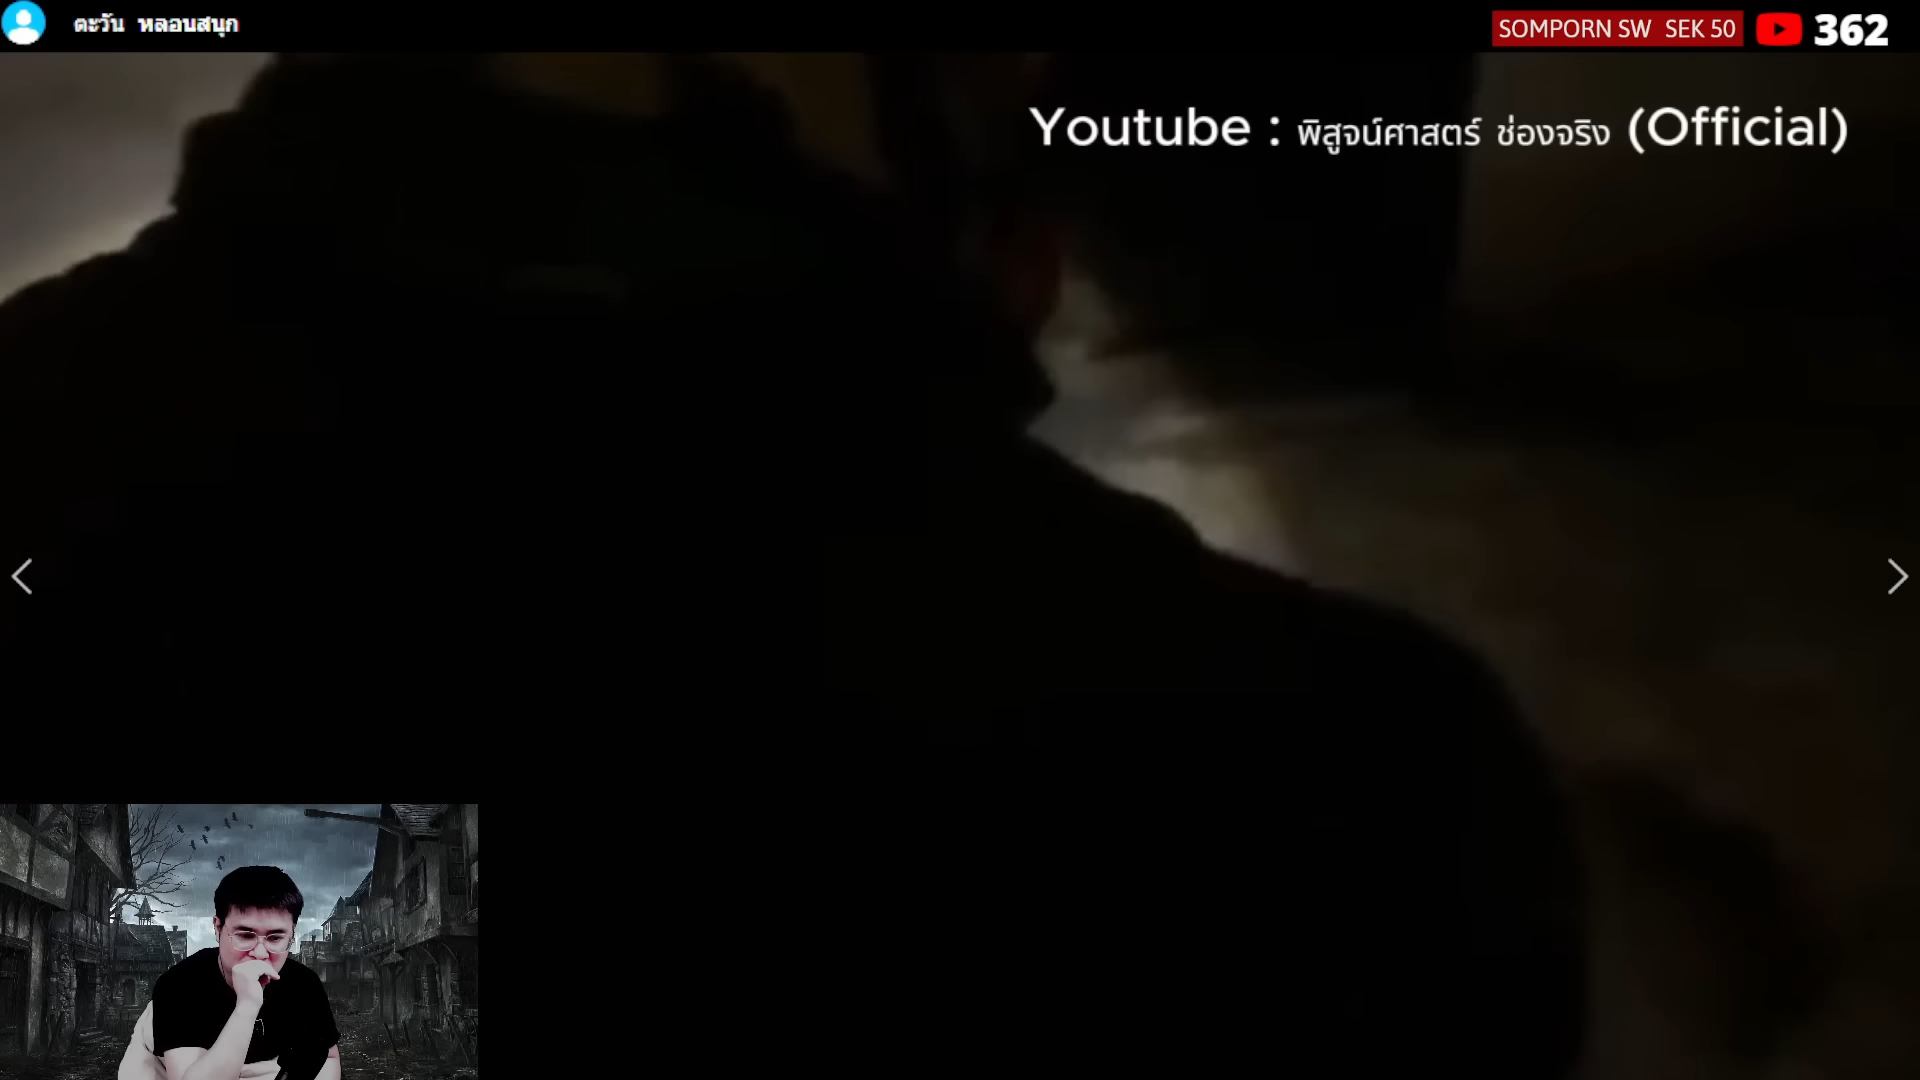 ตะวัน หลอนสนุก
SOMPORN SW SEK 50
362
Youtube : พิสูจน์ศาสตร์ ช่องจริง (Official)